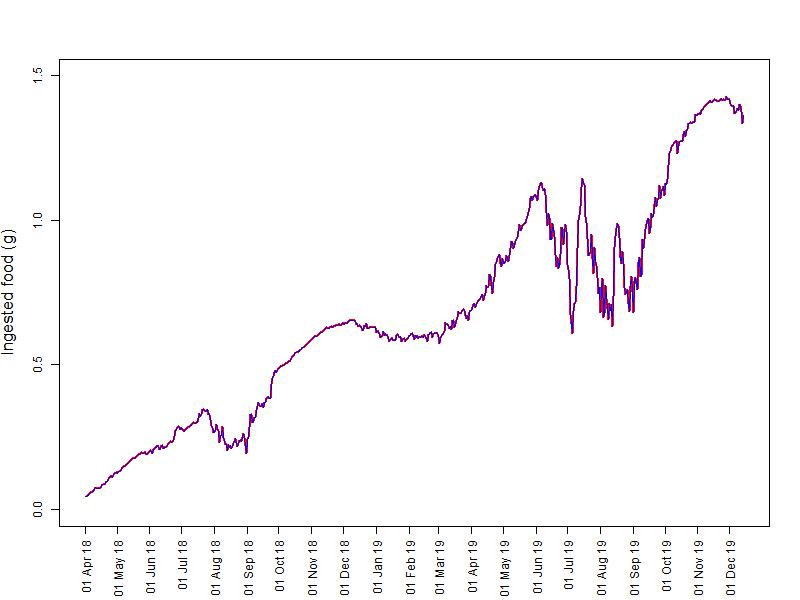 Ingested food (g)
1.5
1.0
0.5
0.0
01 Apr 18
01 May 18
01 Jun 18
01 Jul 18
01 Aug 18
01 Sep 18
01 Oct 18
01 Nov 18
01 Dec 18
01 Jan 19
01 Feb 19
01 Mar 19
01 Apr 19
01 May 19
01 Jun 19
01 Jul 19
01 Aug 19
01 Sep 19
01 Oct 19
01 Nov 19
01 Dec 19